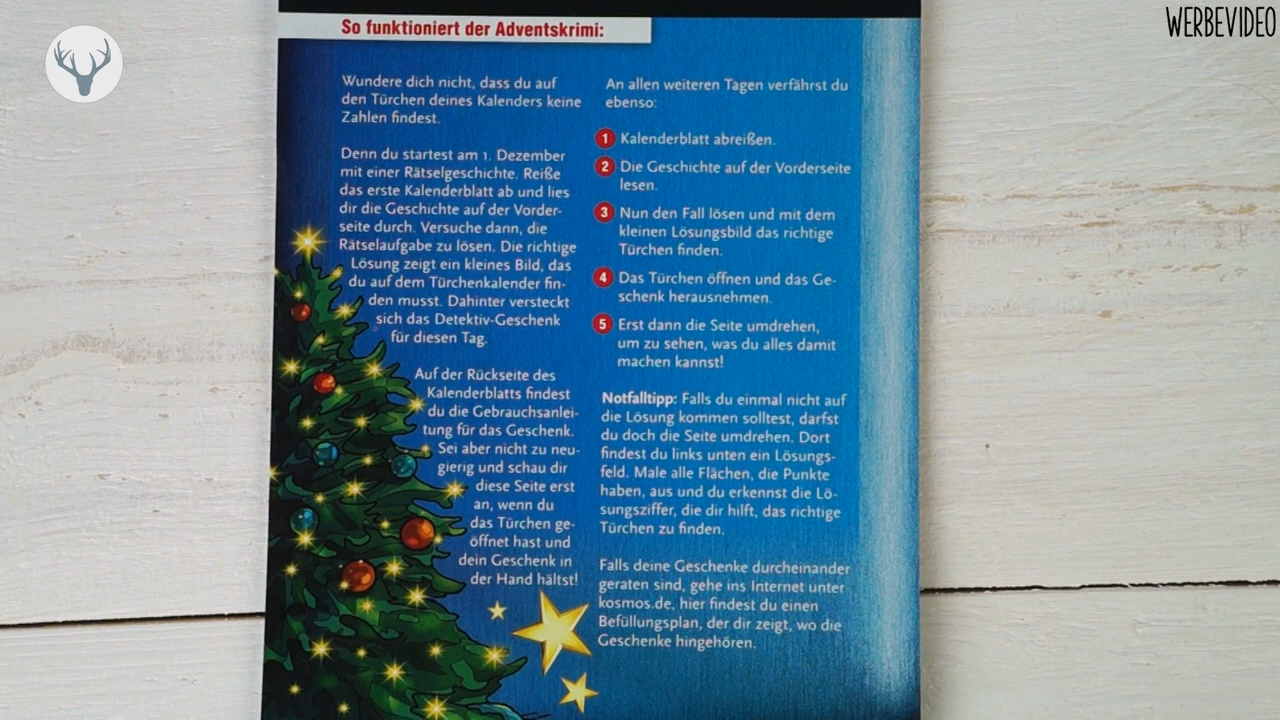 WERBEVIDEO
So funktioniert der Adventskrimi:
Wundere dich nicht, dass du auf
den Türchen deines Kalenders keine
Zahlen findest.
Denn du startest am 1. Dezember
mit einer Rätselgeschichte. Reiße
das erste Kalenderblatt ab und lies
dir die Geschichte auf der Vorder-
seite durch. Versuche dann, die
Rätselaufgabe zu lösen. Die richtige
Lösung zeigt ein kleines Bild, das
du auf dem Türchenkalender fin-
den musst. Dahinter versteckt
sich das Detektiv-Geschenk
für diesen Tag.
Auf der Rückseite des
Kalenderblatts findest
du die Gebrauchsanlei-
tung für das Geschenk.
Sei aber nicht zu neu-
gierig und schau dir
diese Seite erst
an, wenn du
das Türchen ge-
öffnet hast und
dein Geschenk in
der Hand hältst!
An allen weiteren Tagen verfährst du
ebenso:
1 Kalenderblatt abreißen.
2 Die Geschichte auf der Vorderseite
lesen.
3 Nun den Fall lösen und mit dem
kleinen Lösungsbild das richtige
Türchen finden.
4 Das Türchen öffnen und das Ge-
schenk herausnehmen.
5 Erst dann die Seite umdrehen,
um zu sehen, was du alles damit
machen kannst!
Notfalltipp: Falls du einmal nicht auf
die Lösung kommen solltest, darfst
du doch die Seite umdrehen. Dort
findest du links unten ein Lösungs-
feld. Male alle Flächen, die Punkte
haben, aus und du erkennst die Lö-
sungsziffer, die dir hilft, das richtige
Türchen zu finden.
Falls deine Geschenke durcheinander
geraten sind, gehe ins Internet unter
kosmos.de, hier findest du einen
Befüllungsplan, der dir zeigt, wo die
Geschenke hingehören.